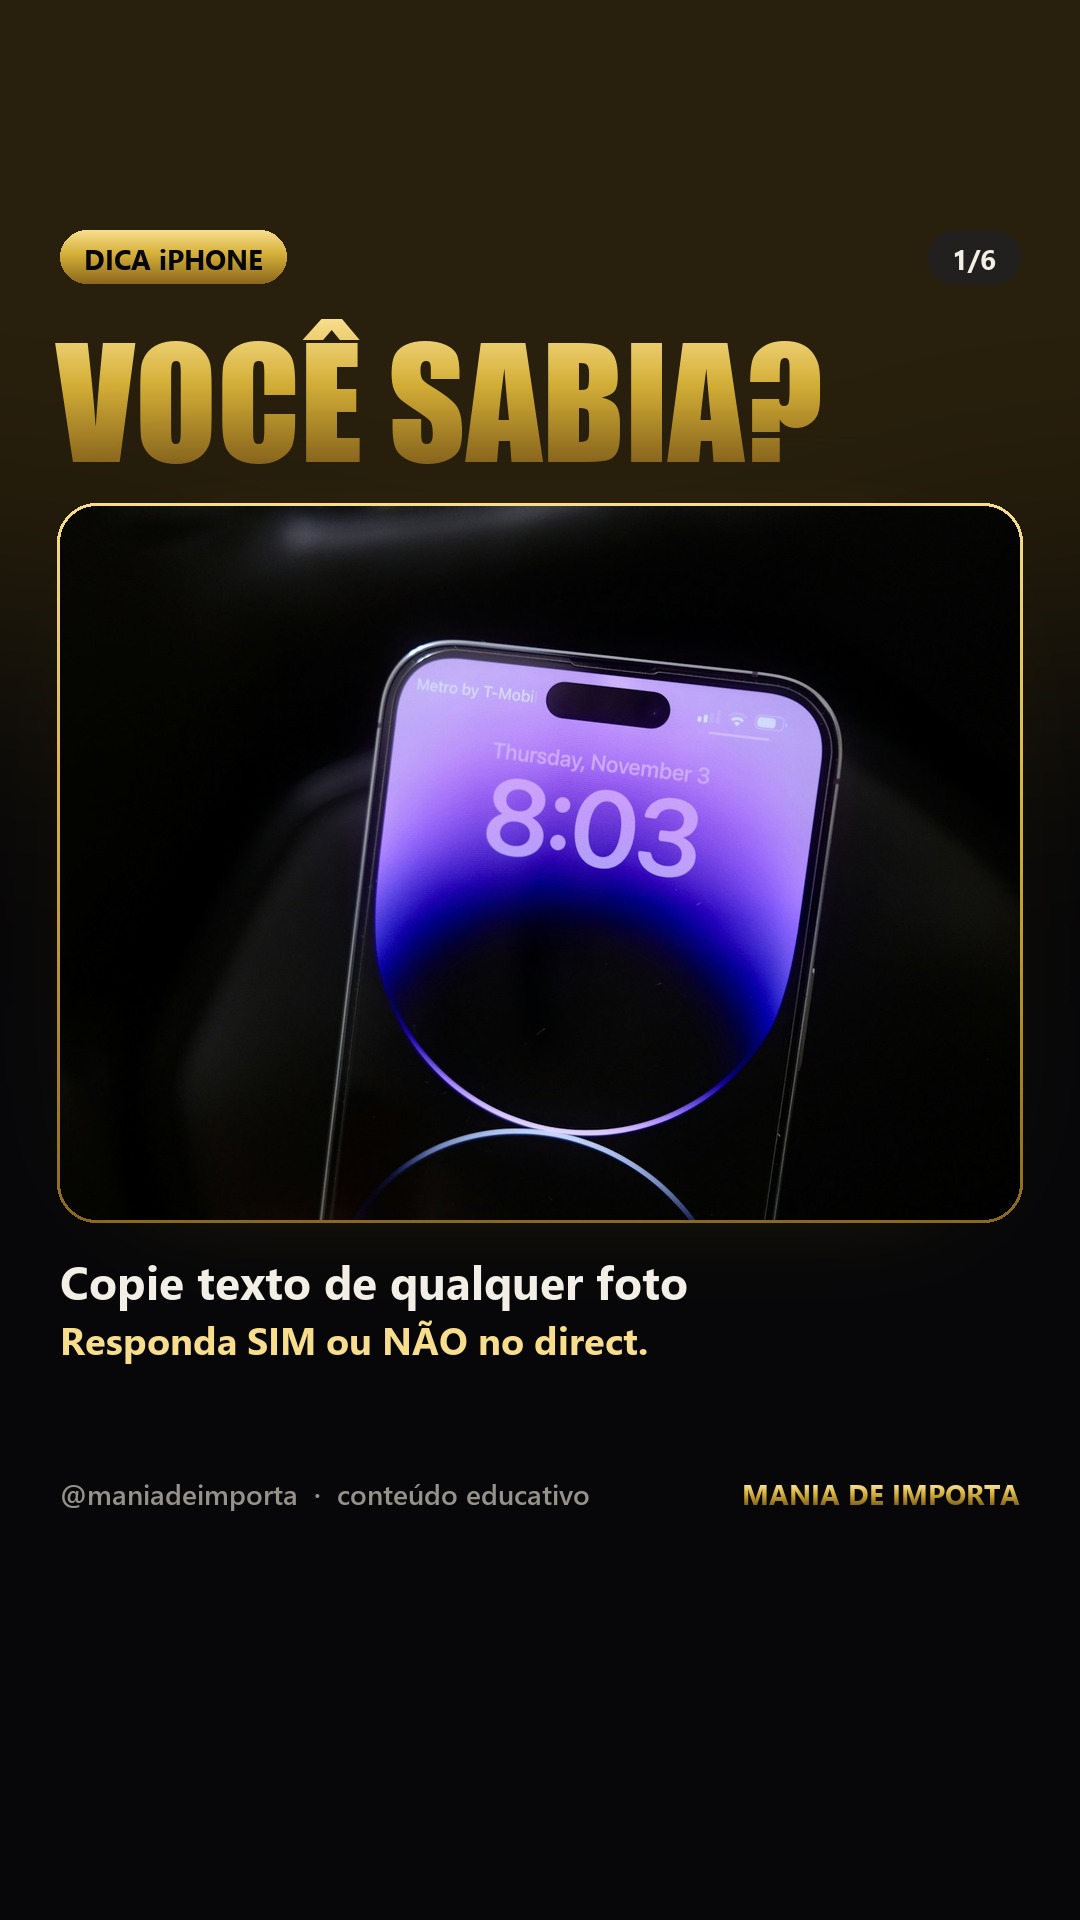 DICA iPHONE
1/6
VOCÊ SABIA?
Metro by T-Mobil
Thursday, November 3
8:03
Copie texto de qualquer foto
Responda SIM ou NÃO no direct.
@maniadeimporta · conteúdo educativo
MANIA DE IMPORTA